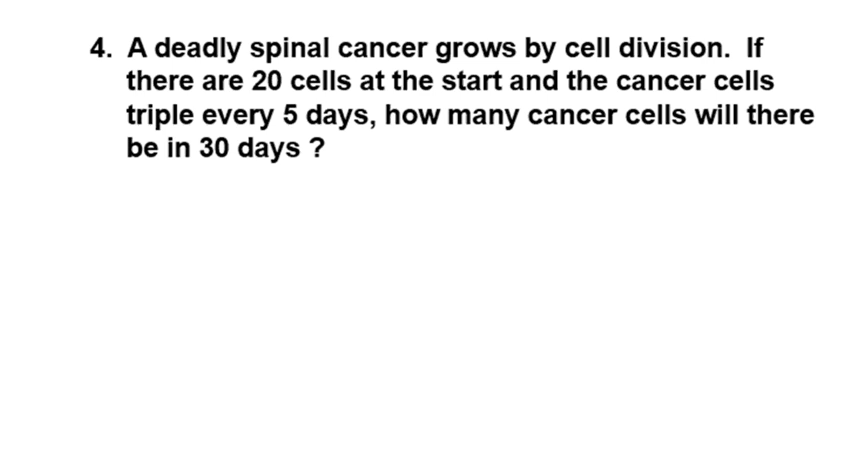 4. A deadly spinal cancer grows by cell division. If
there are 20 cells at the start and the cancer cells
triple every 5 days, how many cancer cells will there
be in 30 days ?